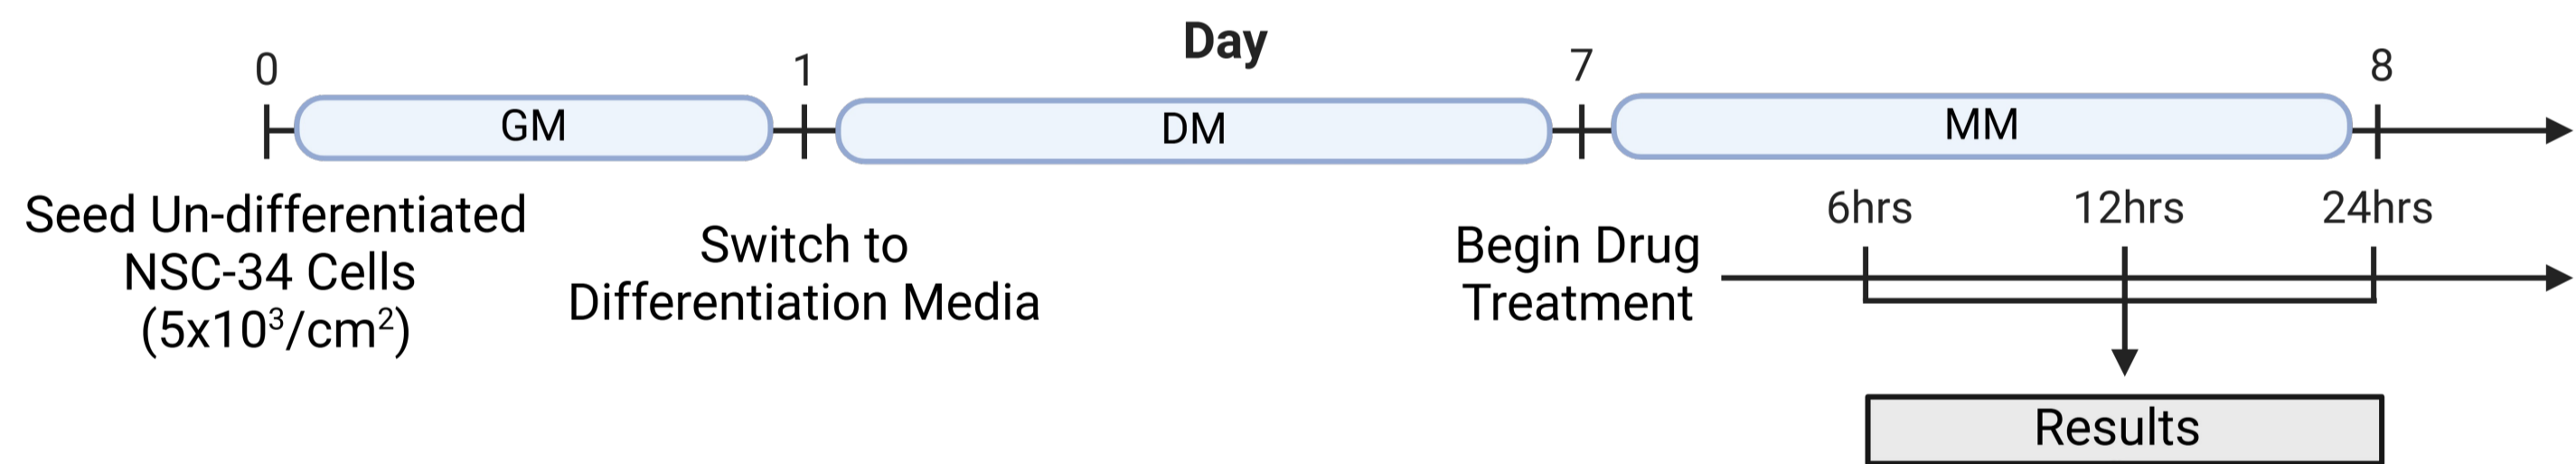 Day
0
1
7
8
GM
DM
MM
Seed Un-differentiated
NSC-34 Cells
(5x10³/cm²)
Switch to
Differentiation Media
Begin Drug
Treatment
6hrs
12hrs
24hrs
Results